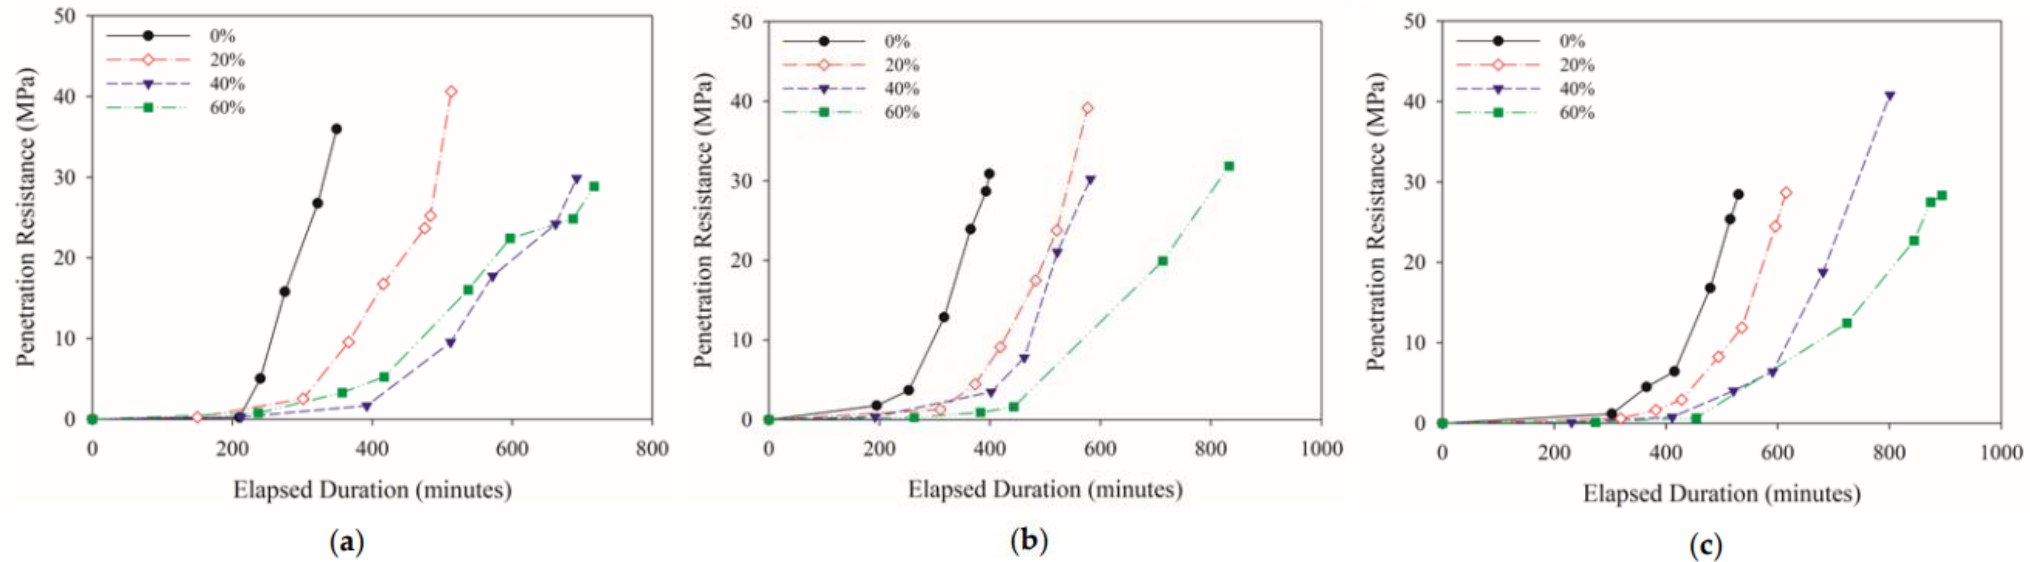 50
40
30
20
10
0
0 200 400 600 800
Penetration Resistance (MPa)
Elapsed Duration (minutes)
0%
20%
40%
60%
(a)
50
40
30
20
10
0
0 200 400 600 800 1000
Penetration Resistance (MPa)
Elapsed Duration (minutes)
0%
20%
40%
60%
(b)
50
40
30
20
10
0
0 200 400 600 800 1000
Penetration Resistance (MPa)
Elapsed Duration (minutes)
0%
20%
40%
60%
(c)